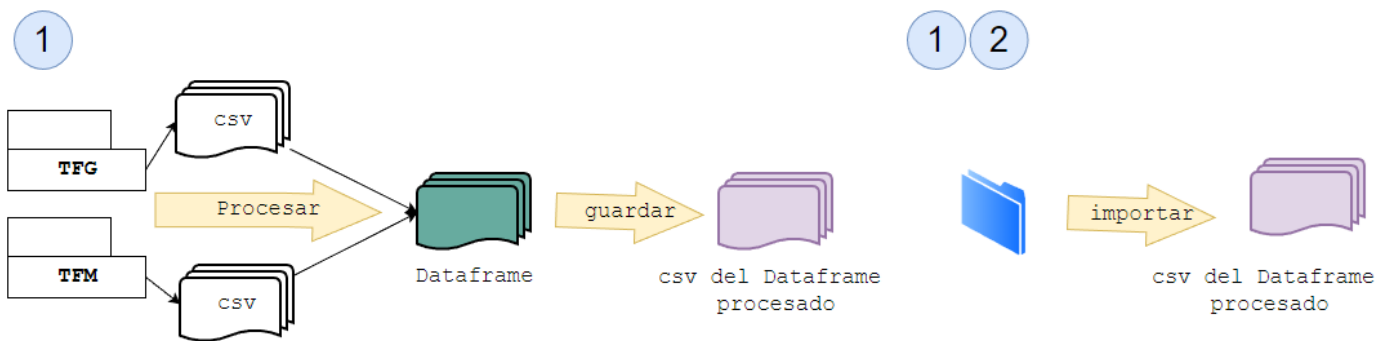 1
TFG
csv
Procesar
TFM
csv
Dataframe
guardar
csv del Dataframe
procesado
1
2
importar
csv del Dataframe
procesado